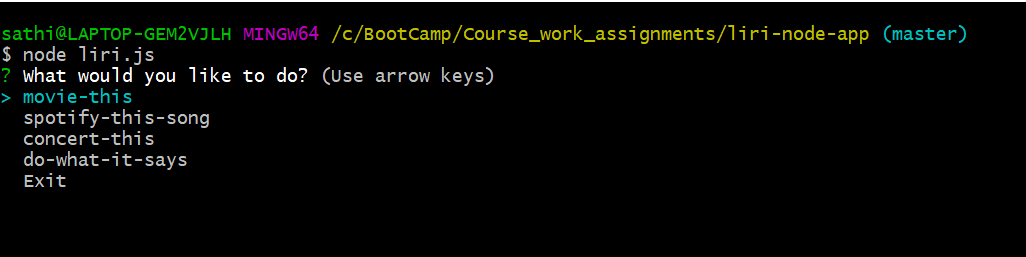 sathi@LAPTOP-GEM2VJLH MINGW64 /c/BootCamp/Course_work_assignments/liri-node-app (master)
$ node liri.js
? What would you like to do? (Use arrow keys)
> movie-this
  spotify-this-song
  concert-this
  do-what-it-says
  Exit